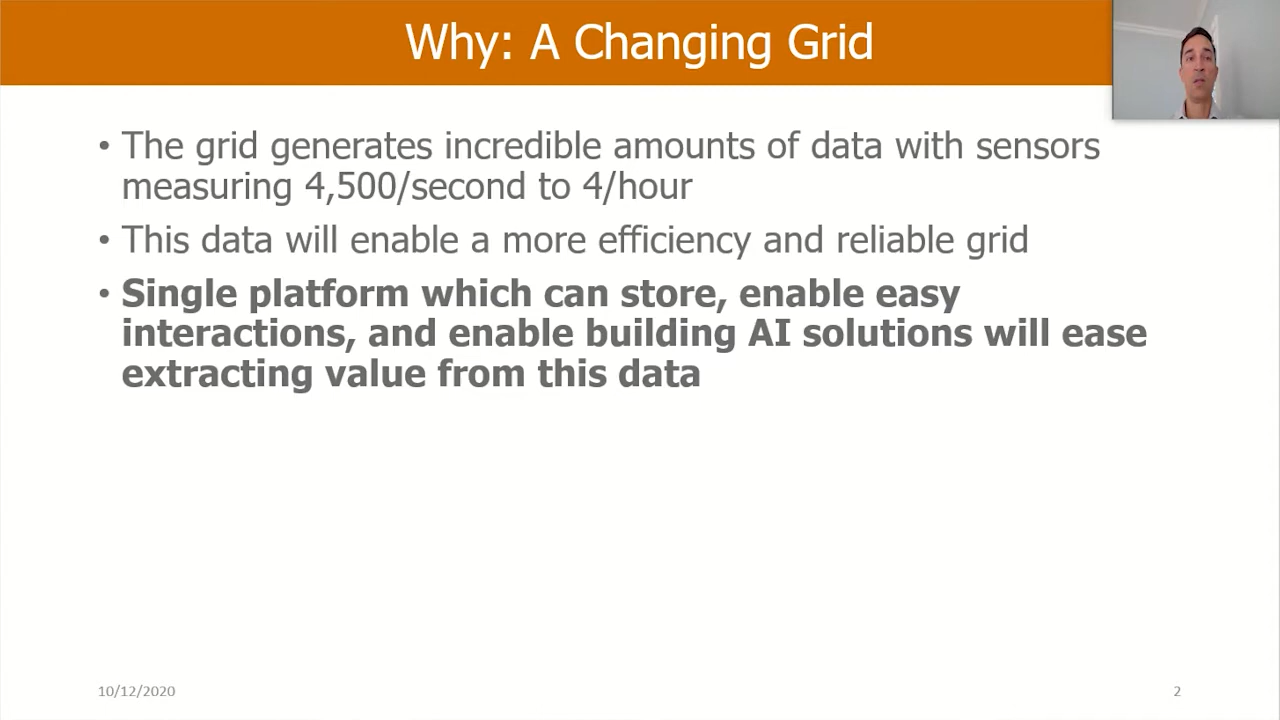 Why: A Changing Grid
• The grid generates incredible amounts of data with sensors
measuring 4,500/second to 4/hour
• This data will enable a more efficiency and reliable grid
• Single platform which can store, enable easy
interactions, and enable building AI solutions will ease
extracting value from this data
10/12/2020
2